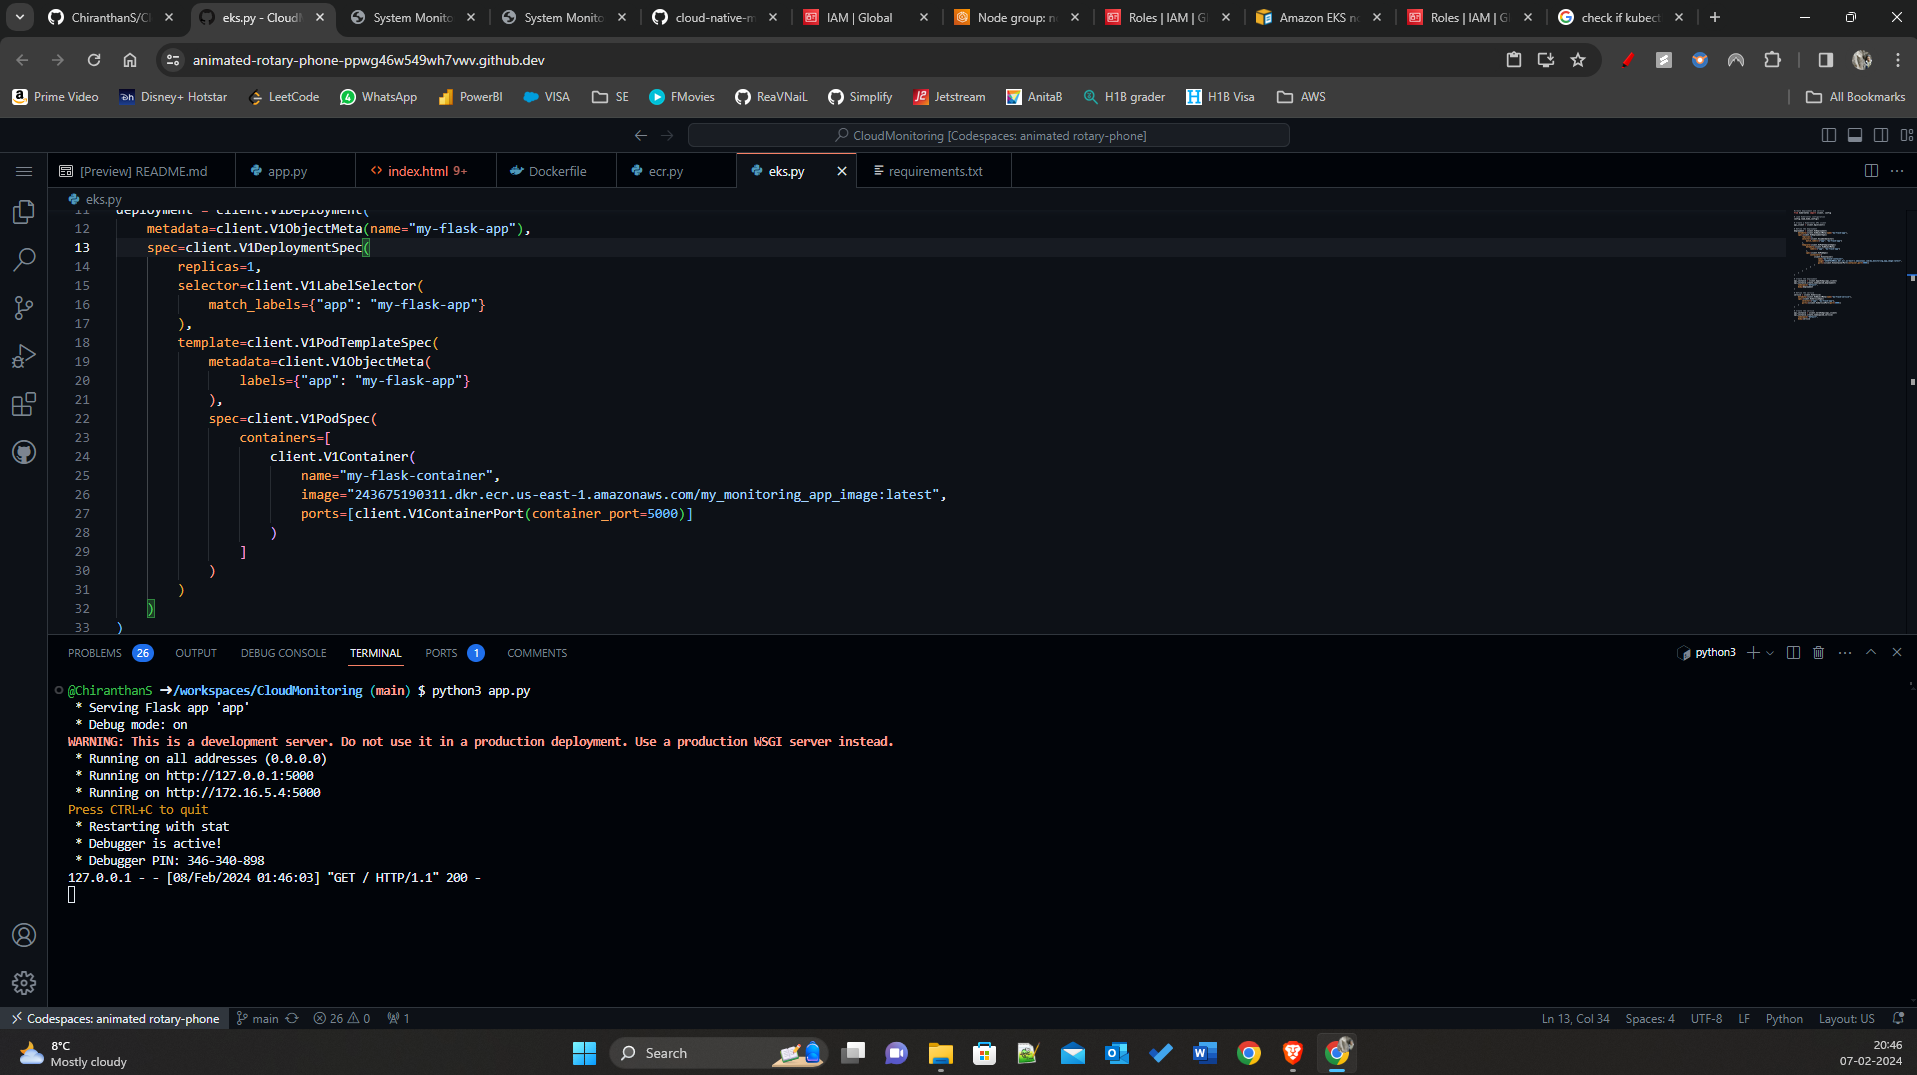 ChiranthanS/Cl
eks.py - Cloud
System Monito
System Monito
cloud-native-m
IAM | Global
Node group: n
Roles | IAM | G
Amazon EKS no
Roles | IAM | G
check if kubect
animated-rotary-phone-ppwg46w549wh7vwv.github.dev
Prime Video
Disney+ Hotstar
LeetCode
WhatsApp
PowerBI
VISA
SE
FMovies
ReaVNaiL
Simplify
Jetstream
AnitaB
H1B grader
H1B Visa
AWS
All Bookmarks
CloudMonitoring [Codespaces: animated rotary-phone]
[Preview] README.md
app.py
index.html 9+
Dockerfile
ecr.py
eks.py
requirements.txt
eks.py
11 deployment = client.V1Deployment(
12 metadata=client.V1ObjectMeta(name="my-flask-app"),
13 spec=client.V1DeploymentSpec(
14 replicas=1,
15 selector=client.V1LabelSelector(
16 match_labels={"app": "my-flask-app"}
17 ),
18 template=client.V1PodTemplateSpec(
19 metadata=client.V1ObjectMeta(
20 labels={"app": "my-flask-app"}
21 ),
22 spec=client.V1PodSpec(
23 containers=[
24 client.V1Container(
25 name="my-flask-container",
26 image="243675190311.dkr.ecr.us-east-1.amazonaws.com/my_monitoring_app_image:latest",
27 ports=[client.V1ContainerPort(container_port=5000)]
28 )
29 ]
30 )
31 )
32 )
33 )
PROBLEMS 26
OUTPUT
DEBUG CONSOLE
TERMINAL
PORTS 1
COMMENTS
python3
@ChiranthanS ➜/workspaces/CloudMonitoring (main) $ python3 app.py
* Serving Flask app 'app'
* Debug mode: on
WARNING: This is a development server. Do not use it in a production deployment. Use a production WSGI server instead.
* Running on all addresses (0.0.0.0)
* Running on http://127.0.0.1:5000
* Running on http://172.16.5.4:5000
Press CTRL+C to quit
* Restarting with stat
* Debugger is active!
* Debugger PIN: 346-340-898
127.0.0.1 - - [08/Feb/2024 01:46:03] "GET / HTTP/1.1" 200 -
Codespaces: animated rotary-phone
main
26 0
1
Ln 13, Col 34
Spaces: 4
UTF-8
LF
Python
Layout: US
8°C
Mostly cloudy
Search
20:46
07-02-2024